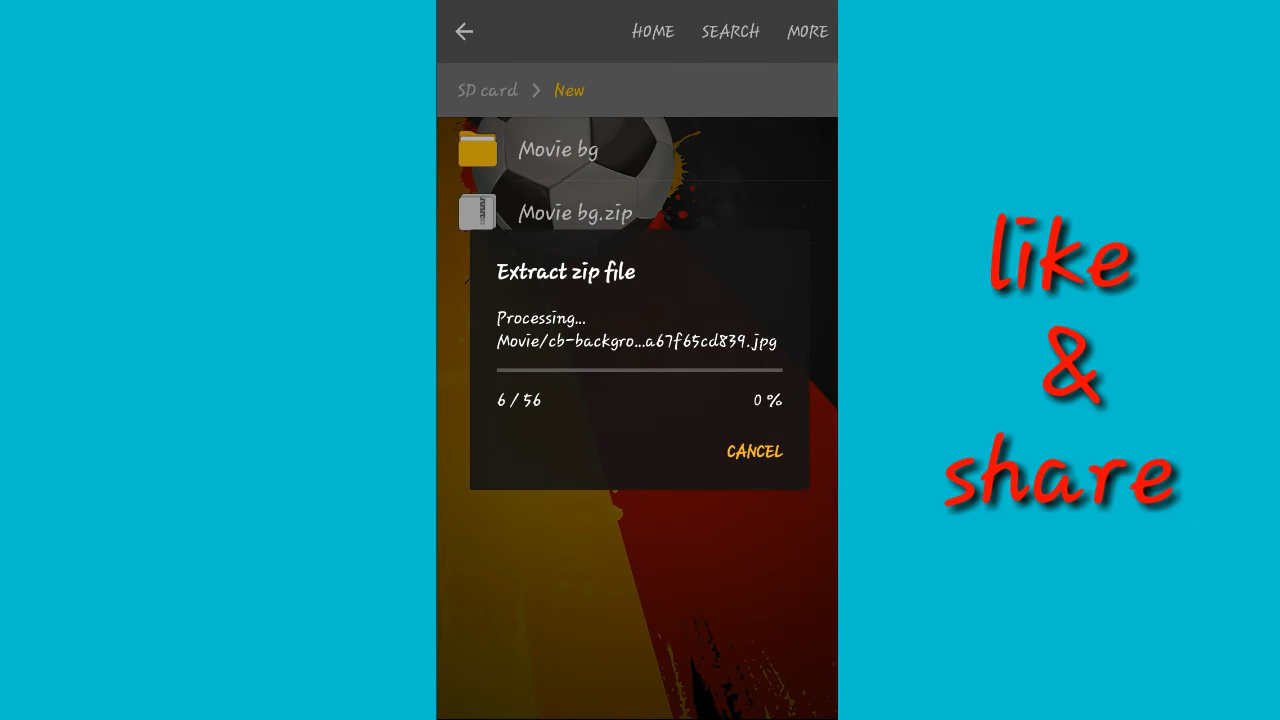 HOME SEARCH MORE
SD card > New
Movie bg
Movie bg.zip
Extract zip file
Processing...
Movie/cb-backgro...a67f65cd839.jpg
6 / 56 0 %
CANCEL
like
&
share